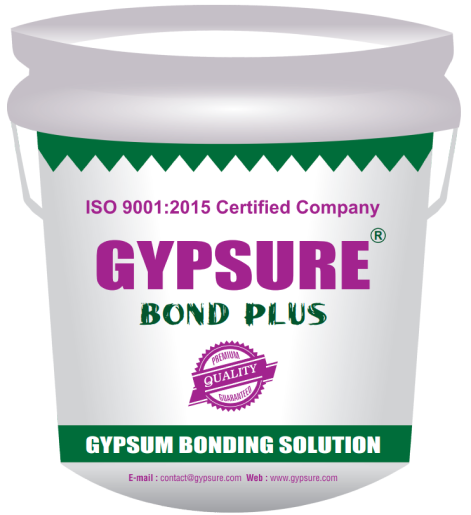 ISO 9001:2015 Certified Company
GYPSURE®
BOND PLUS
PREMIUM
QUALITY
GUARANTEED
GYPSUM BONDING SOLUTION
E-mail : contact@gypsure.com Web : www.gypsure.com